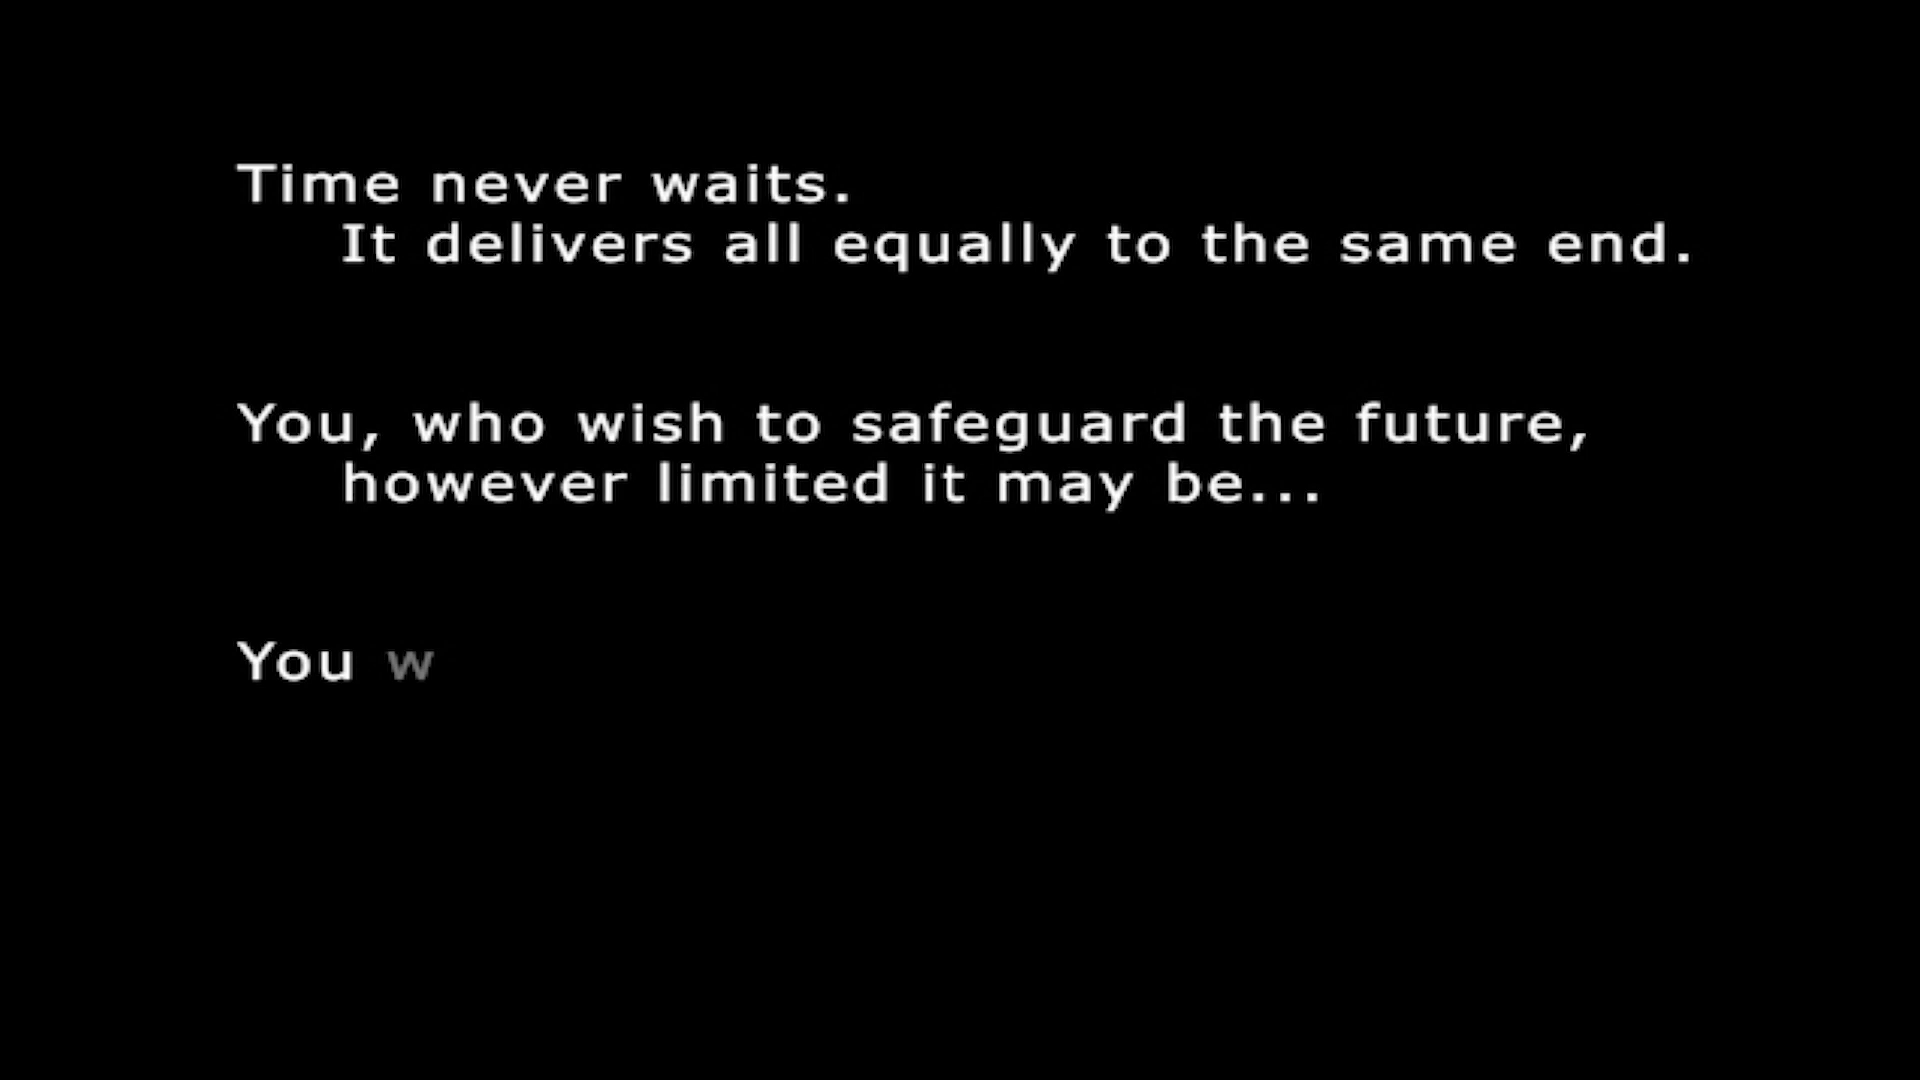 Time never waits.
It delivers all equally to the same end.
You, who wish to safeguard the future,
however limited it may be...
You w